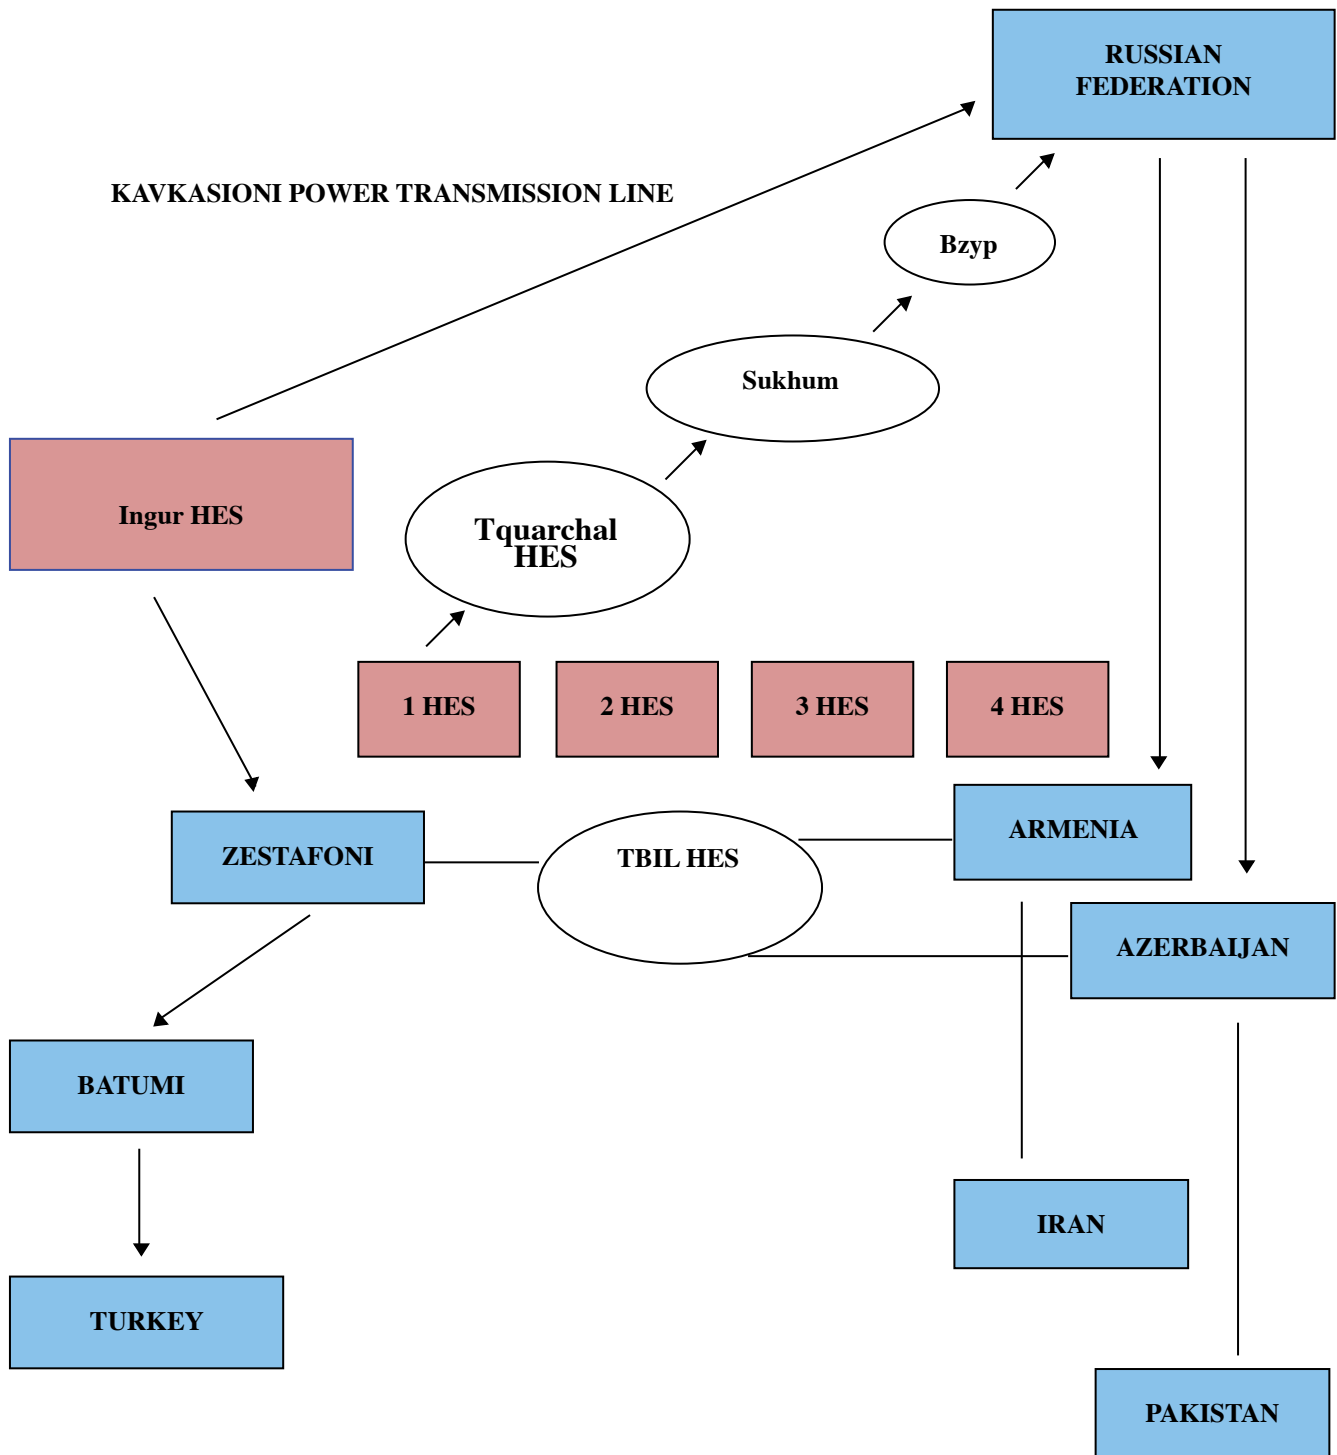 RUSSIAN
FEDERATION
KAVKASIONI POWER TRANSMISSION LINE
Bzyp
Sukhum
Ingur HES
Tquarchal
HES
1 HES
2 HES
3 HES
4 HES
ZESTAFONI
TBIL HES
ARMENIA
AZERBAIJAN
BATUMI
IRAN
TURKEY
PAKISTAN